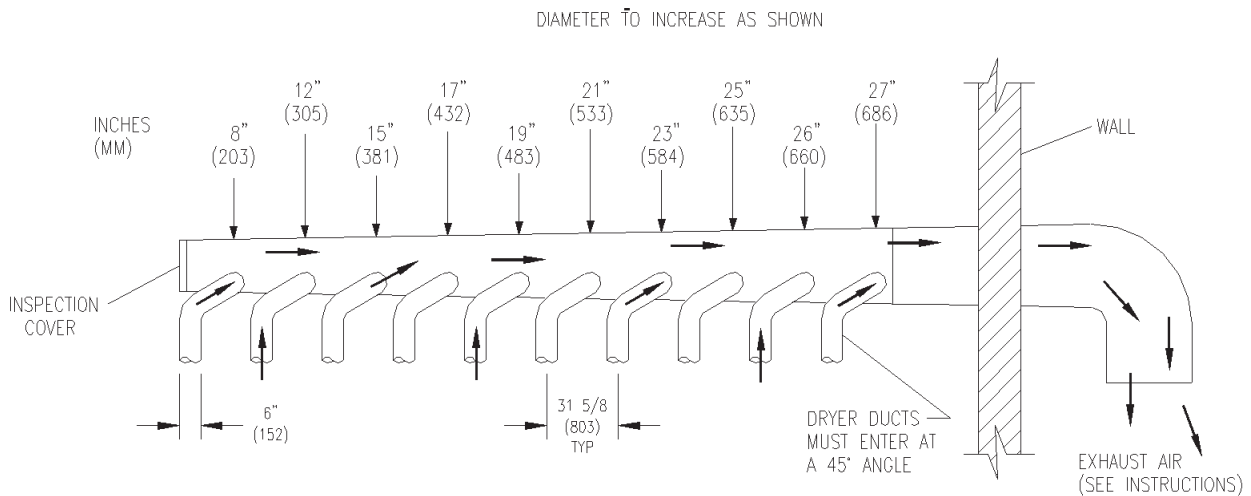 DIAMETER TO INCREASE AS SHOWN
INCHES
(MM)
8"
(203)
12"
(305)
15"
(381)
17"
(432)
19"
(483)
21"
(533)
23"
(584)
25"
(635)
26"
(660)
27"
(686)
WALL
INSPECTION
COVER
6"
(152)
31 5/8
(803)
TYP
DRYER DUCTS
MUST ENTER AT
A 45° ANGLE
EXHAUST AIR
(SEE INSTRUCTIONS)